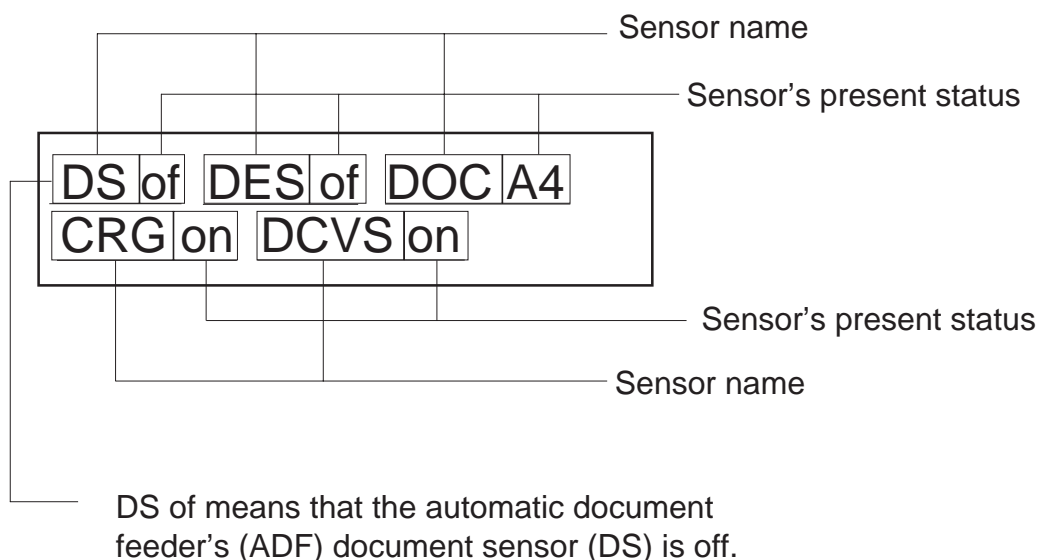 Sensor name
Sensor's present status
DS of DES of DOC A4
CRG on DCVS on
Sensor's present status
Sensor name
DS of means that the automatic document
feeder's (ADF) document sensor (DS) is off.